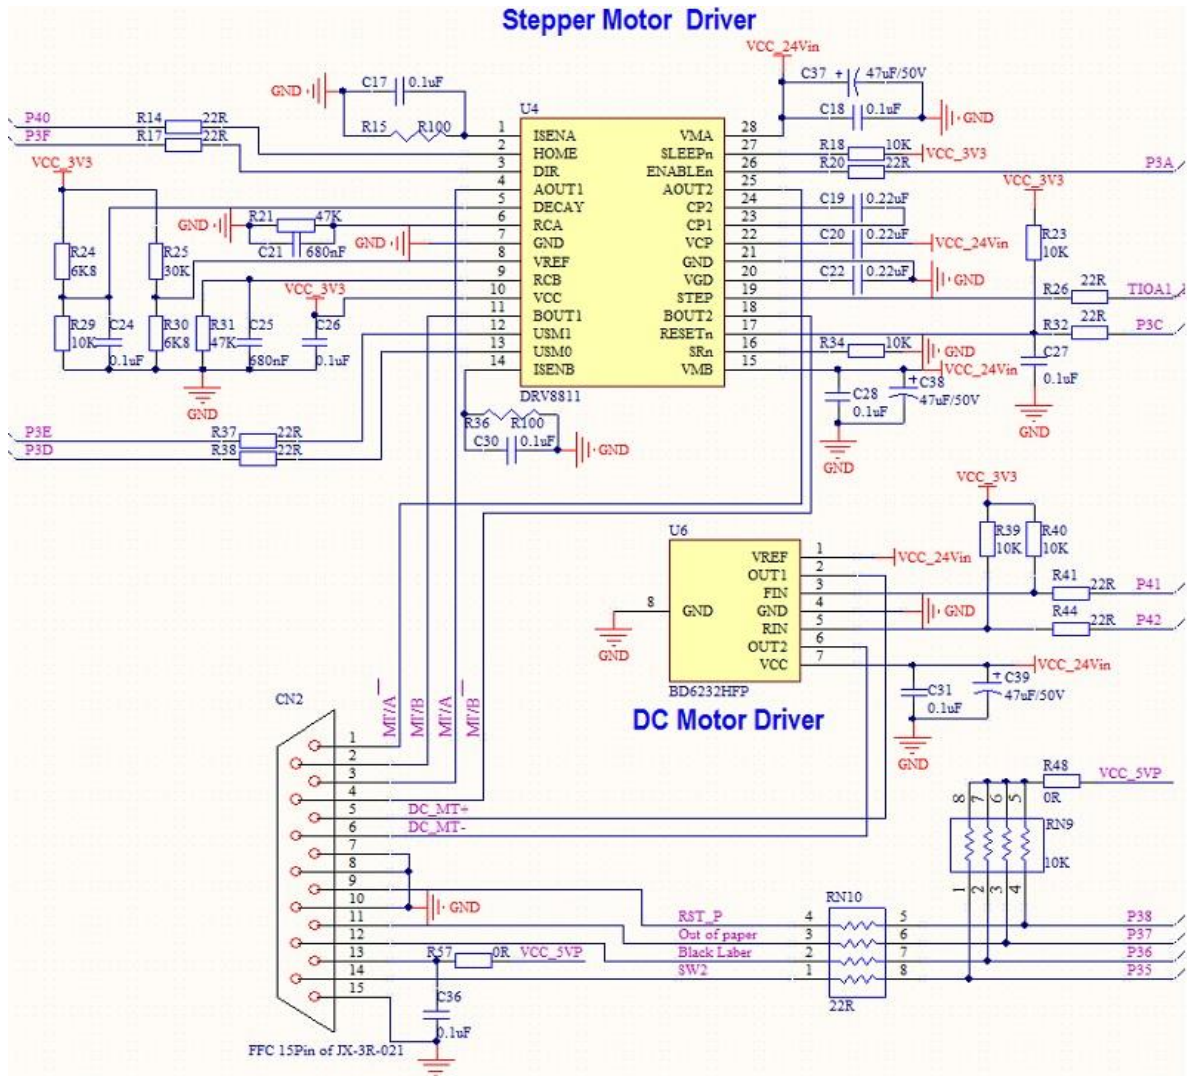 Stepper Motor Driver
VCC_24Vin
C37 + 47uF/50V
C17 0.1uF
GND
C18 0.1uF
GND
U4
P40 R14 22R
P3F R17 22R
R15 R100
1 ISENA VMA 28
2 HOME SLEEPn 27 R18 10K VCC_3V3
3 DIR ENABLEn 26 R20 22R P3A
4 AOUT1 AOUT2 25
5 DECAY CP2 24 C19 0.22uF
6 RCA CP1 23
7 GND VCP 22 C20 0.22uF VCC_24Vin
8 VREF GND 21
9 RCB VGD 20 C22 0.22uF GND
10 VCC STEP 19 R26 22R TIOA1
11 BOUT1 BOUT2 18
12 USM1 RESETn 17 R32 22R P3C
13 USM0 SRn 16 R34 10K GND
14 ISENB VMB 15 VCC_24Vin
DRV8811
VCC_3V3
R21 47K
GND
C21 680nF
GND
R24 6K8
R25 30K
VCC_3V3
R29 10K
C24 0.1uF
R30 6K8
R31 47K
C25 680nF
C26 0.1uF
GND
VCC_3V3
R23 10K
C27 0.1uF
GND
C28 0.1uF
+ C38 47uF/50V
GND
P3E R37 22R
P3D R38 22R
R36 R100
C30 0.1uF
GND
VCC_3V3
R39 10K
R40 10K
U6
VREF 1 VCC_24Vin
OUT1 2
FIN 3 R41 22R P41
8 GND GND 4 GND
RIN 5 R44 22R P42
OUT2 6
VCC 7 VCC_24Vin
GND
BD6232HFP
C31 0.1uF
+ C39 47uF/50V
GND
DC Motor Driver
CN2
MT/A
MT/B
MT/A
MT/B
1
2
3
4
5 DC_MT+
6 DC_MT-
7
8
9
10 GND
11
12
13 R57 0R VCC_5VP
14
15
C36
0.1uF
FFC 15Pin of JX-3R-021
R48 VCC_5VP
0R
8 7 6 5
RN9
10K
1 2 3 4
RN10
RST_P 4 5 P38
Out of paper 3 6 P37
Black Laber 2 7 P36
SW2 1 8 P35
22R